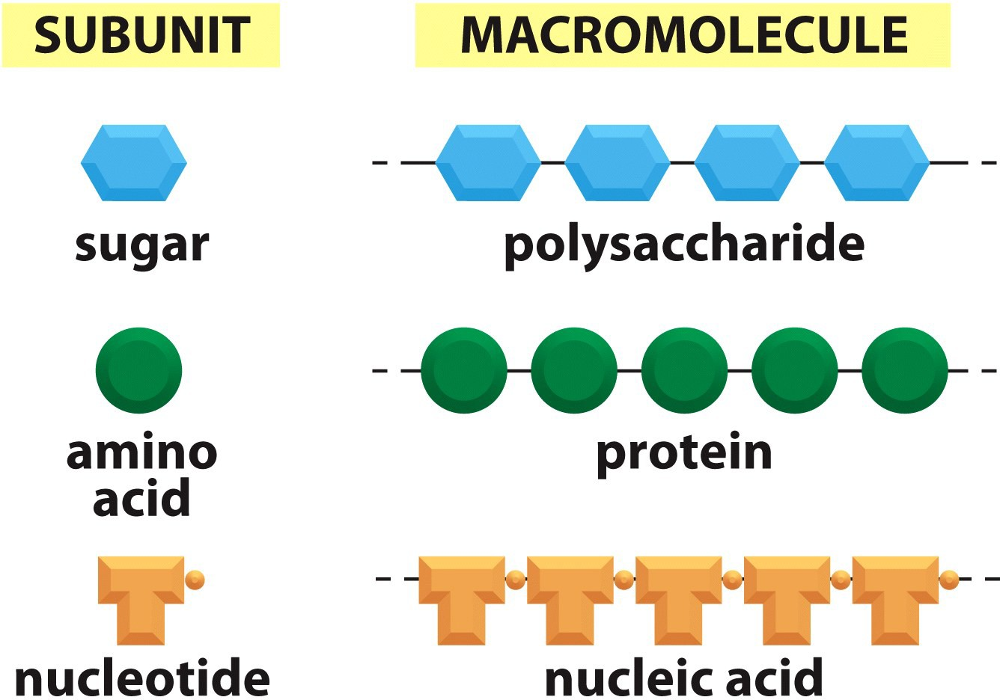 SUBUNIT
MACROMOLECULE
sugar
polysaccharide
amino
acid
protein
nucleotide
nucleic acid